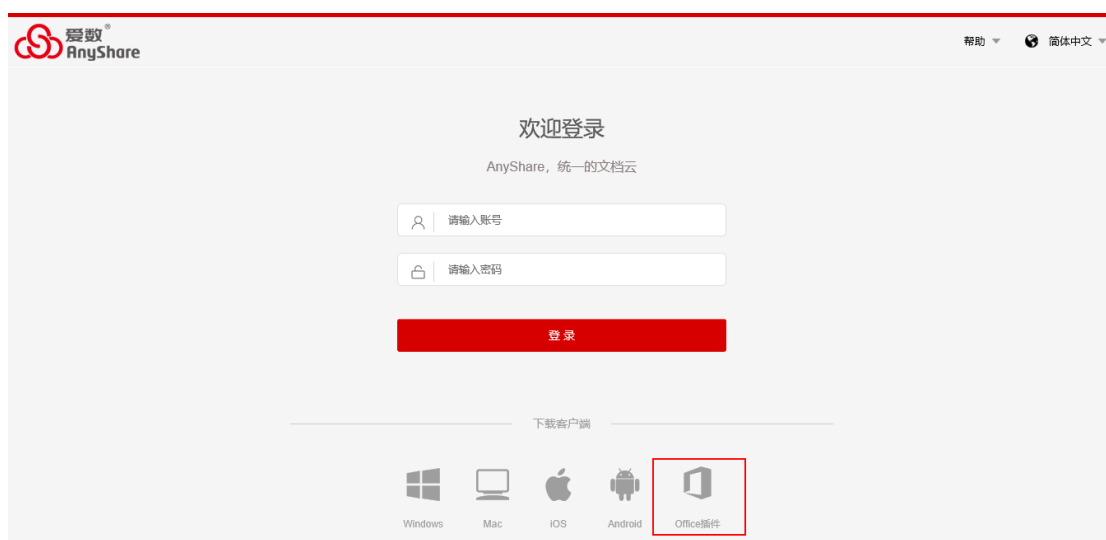 爱数®
AnyShare
帮助
简体中文
欢迎登录
AnyShare，统一的文档云
请输入账号
请输入密码
登 录
下载客户端
Windows
Mac
iOS
Android
Office插件